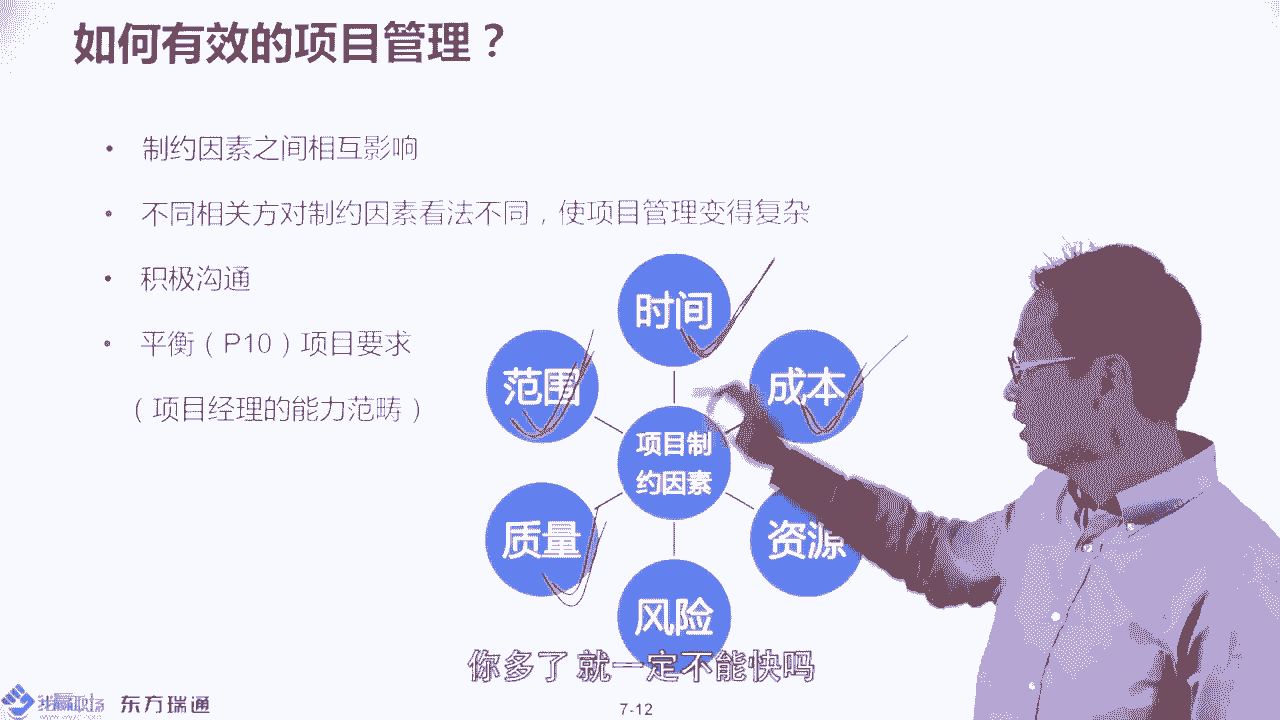 如何有效的项目管理？
• 制约因素之间相互影响
• 不同相关方对制约因素看法不同，使项目管理变得复杂
• 积极沟通
• 平衡（P10）项目要求
（项目经理的能力范畴）
时间
范围
成本
项目制
约因素
质量
资源
风险
你多了 就一定不能快吗
东方瑞通
7-12